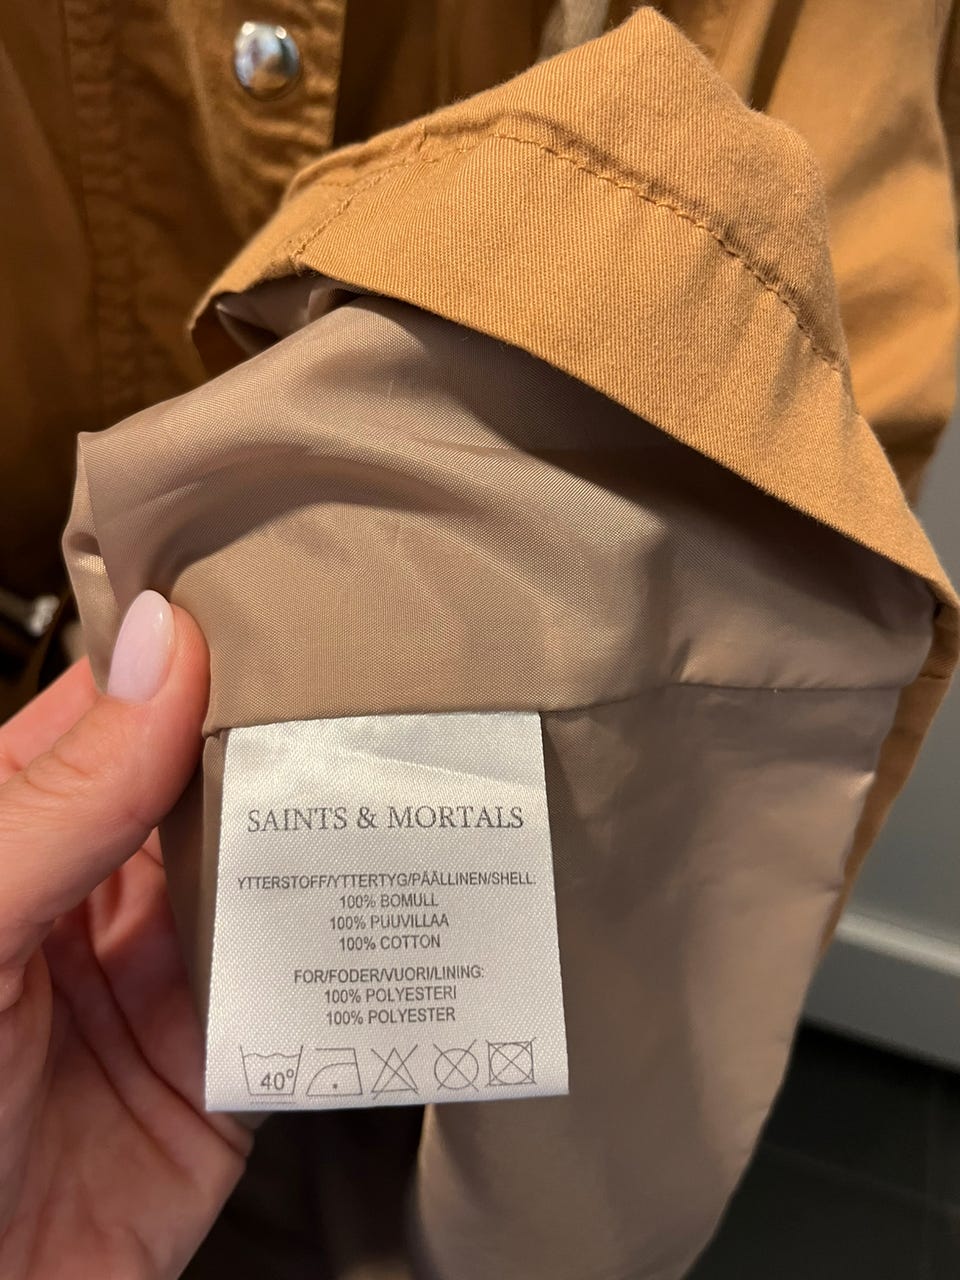 SAINTS & MORTALS
YTTERSTOFF/YTTERTYG/PÄÄLLINEN/SHELL:
100% BOMULL
100% PUUVILLAA
100% COTTON
FOR/FODER/VUORI/LINING:
100% POLYESTERI
100% POLYESTER
40°